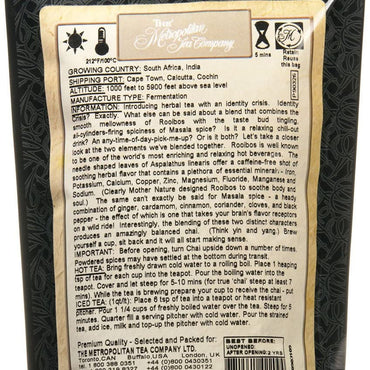 THE
Metropolitan
Tea Company
212°F/100°C
5 mins
Retain
Reuse
this bag
GROWING COUNTRY: South Africa, India
SHIPPING PORT: Cape Town, Calcutta, Cochin
ALTITUDE: 1000 feet to 5900 feet above sea level
MANUFACTURE TYPE: Fermentation
INFORMATION: Introducing herbal tea with an identity Identity
Crisis? Exactly. What else can be said about a blend that combines the
smooth mellowness of Rooibos with the taste bud tingling,
all-cylinders-firing spiciness of Masala spice? Is it a relaxing chill-out
drink? An any-time-of-day,pick-me-up? Or is it both? Let's take a quick
look at the two elements we've blended together: Rooibos is well known
to be one of the world's most enriching and relaxing hot beverages. The
needle shaped leaves of Aspalathus Linearis offer a caffeine-free shot of
soothing herbal flavor that contains a plethora of essential minerals - Iron,
Potassium, Calcium, Copper, Zinc, Magnesium, Fluoride, Manganese and
Sodium. (Clearly Mother Nature designed Rooibos to soothe body and
soul.) The exact same can't be said for Masala spice - a heady
combination of ginger, cardamom, cinnamon, coriander, cloves, and black
pepper - the effect of which is one that takes your brain's flavor receptors
on a wild ride! Interestingly, the blending of these two distinct characters
produces an amazingly balanced chai. (Think yin and yang.) Brew
yourself a cup, sit back and it will all start making sense.
IMPORTANT: Before opening, turn Chai upside down a number of times.
Powdered spices may have settled at the bottom during transit.
HOT TEA: Bring freshly drawn cold water to a rolling boil. Place 1 heaping
tsp of tea for each cup into the teapot. Pour the boiling water into the
teapot. Cover and let steep for 5-10 mins (for true 'chai' steep at least 7
mins). While the tea is brewing prepare your cup to receive the chai - put
ICED TEA: (1qt/lt): Place 6 tsp of tea into a teapot or heat resistant
pitcher. Pour 1 1/4 cups of freshly boiled water over the tea. Steep for 5
minutes. Quarter fill a serving pitcher with cold water. Pour the strained
tea, add ice, milk and top-up the pitcher with cold water.
Premium Quality - Selected and Packed for:
THE METROPOLITAN TEA COMPANY LTD.
Toronto,CAN Buffalo,USA London, UK
BEST BEFORE:
UNOPENED:
AFTER OPENING: 2 YRS